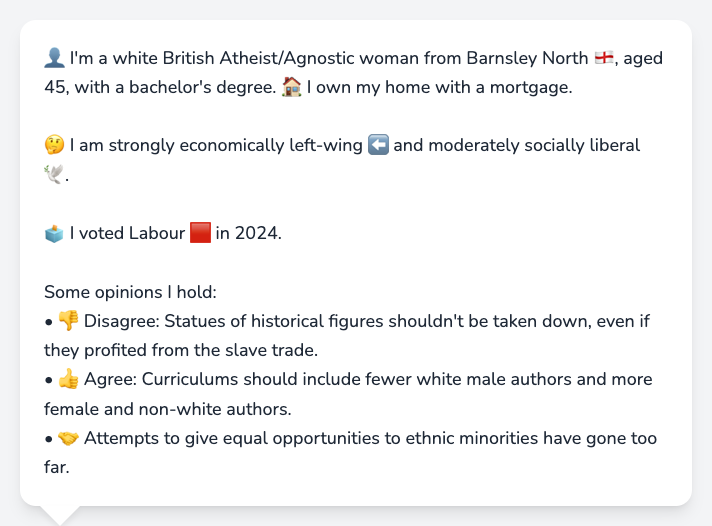 👤 I'm a white British Atheist/Agnostic woman from Barnsley North 🏴󠁧󠁢󠁥󠁮󠁧󠁿, aged
45, with a bachelor's degree. 🏠 I own my home with a mortgage.
🤔 I am strongly economically left-wing ⬅️ and moderately socially liberal
🕊️.
🗳️ I voted Labour 🟥 in 2024.
Some opinions I hold:
• 👎 Disagree: Statues of historical figures shouldn't be taken down, even if
they profited from the slave trade.
• 👍 Agree: Curriculums should include fewer white male authors and more
female and non-white authors.
• 🤝 Attempts to give equal opportunities to ethnic minorities have gone too
far.